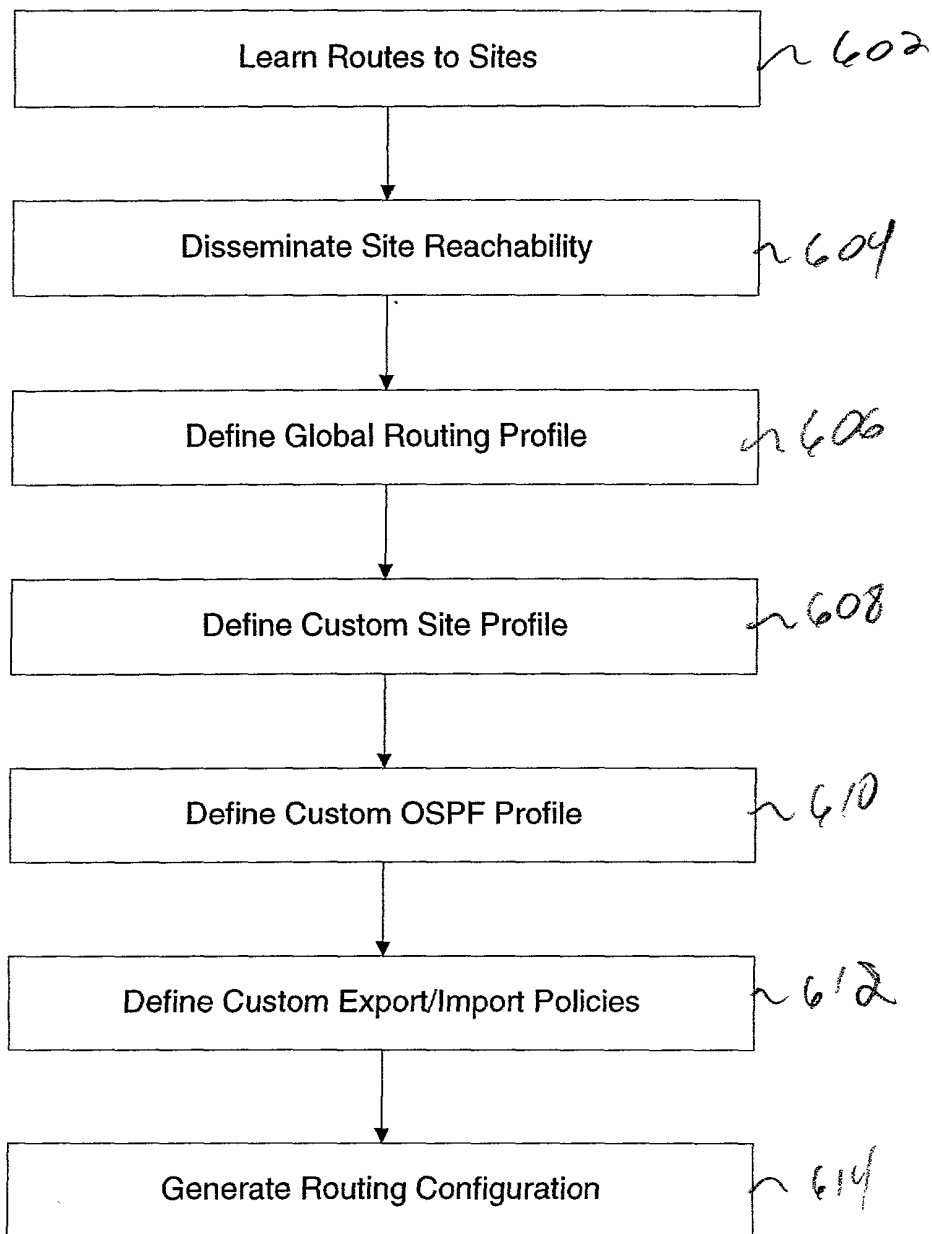 Learn Routes to Sites 602
Disseminate Site Reachability 604
Define Global Routing Profile 606
Define Custom Site Profile 608
Define Custom OSPF Profile 610
Define Custom Export/Import Policies 612
Generate Routing Configuration 614